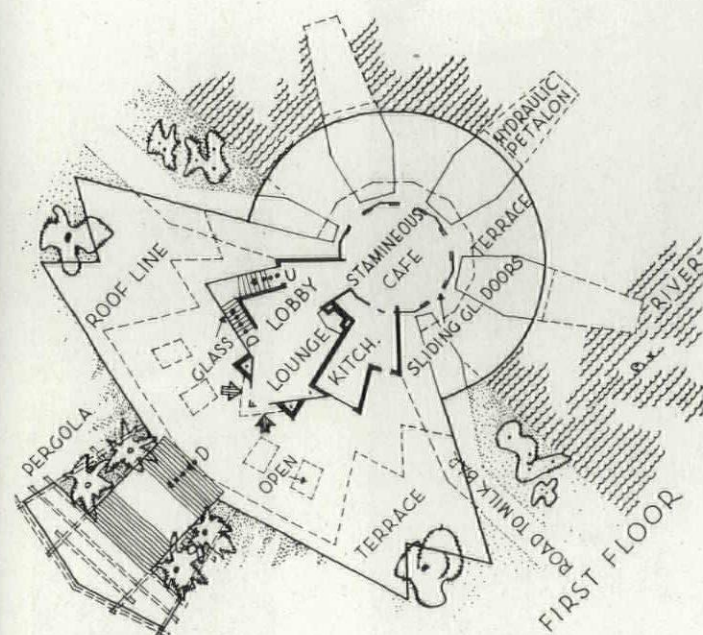 HYDRAULIC
PETALON
TERRACE
STAMINEOUS
CAFE
SLIDING GL. DOORS
RIVER
ROOF LINE
U
LOBBY
GLASS
D
LOUNGE
KITCH.
PERGOLA
D
OPEN
TERRACE
ROAD TO MILK BAR
FIRST FLOOR